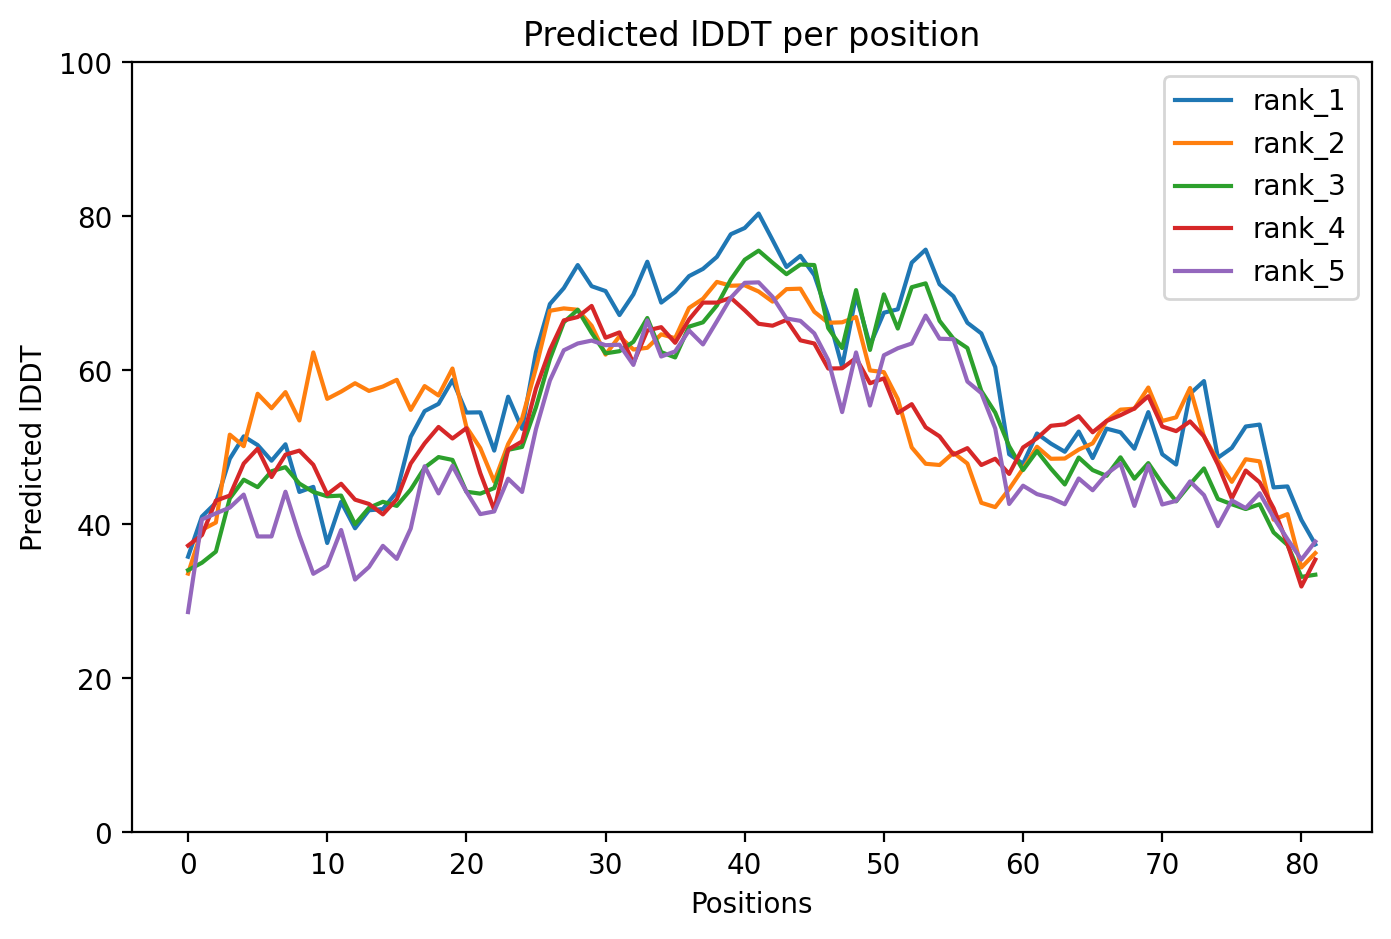 Predicted lDDT per position
100
80
60
40
20
0
Predicted lDDT
rank_1
rank_2
rank_3
rank_4
rank_5
0 10 20 30 40 50 60 70 80
Positions